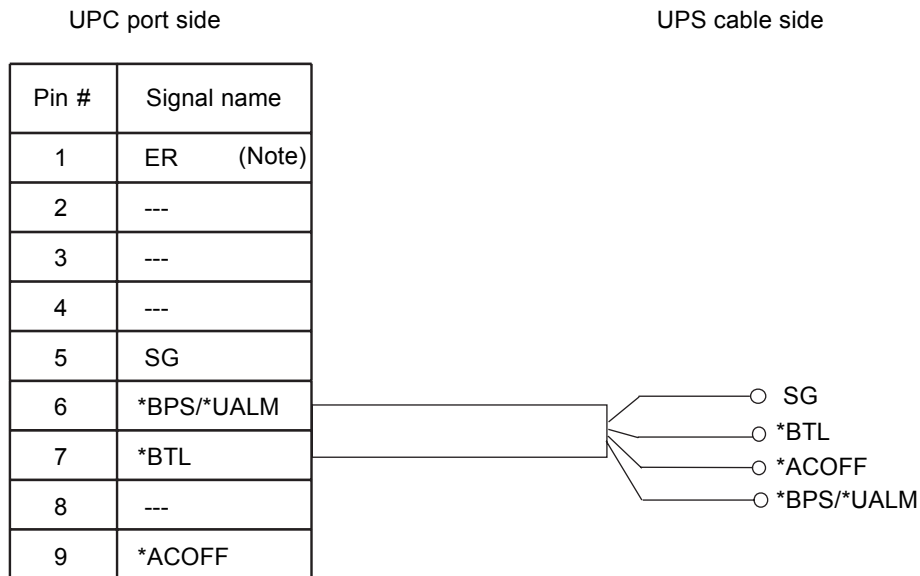 UPC port side UPS cable side
Pin # Signal name
1 ER (Note)
2 ---
3 ---
4 ---
5 SG
6 *BPS/*UALM
7 *BTL
8 ---
9 *ACOFF
SG
*BTL
*ACOFF
*BPS/*UALM